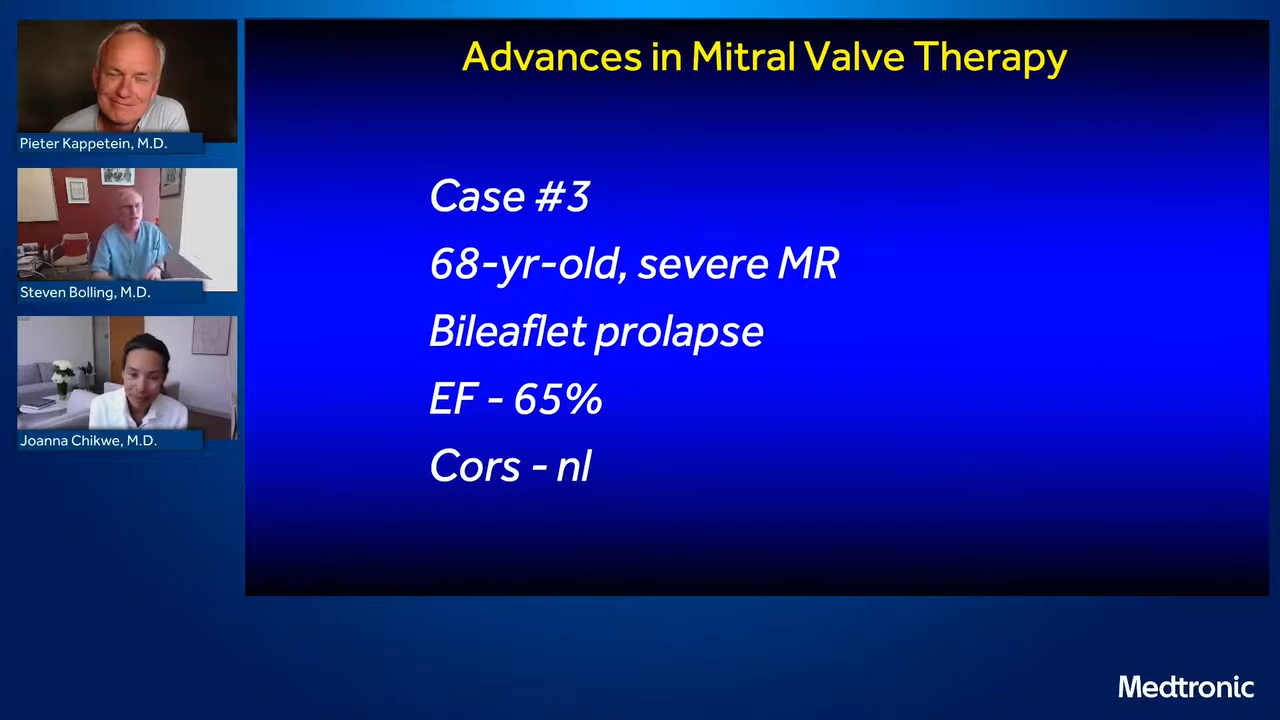 Pieter Kappetein, M.D.
Steven Bolling, M.D.
Joanna Chikwe, M.D.
Advances in Mitral Valve Therapy
Case #3
68-yr-old, severe MR
Bileaflet prolapse
EF - 65%
Cors - nl
Medtronic